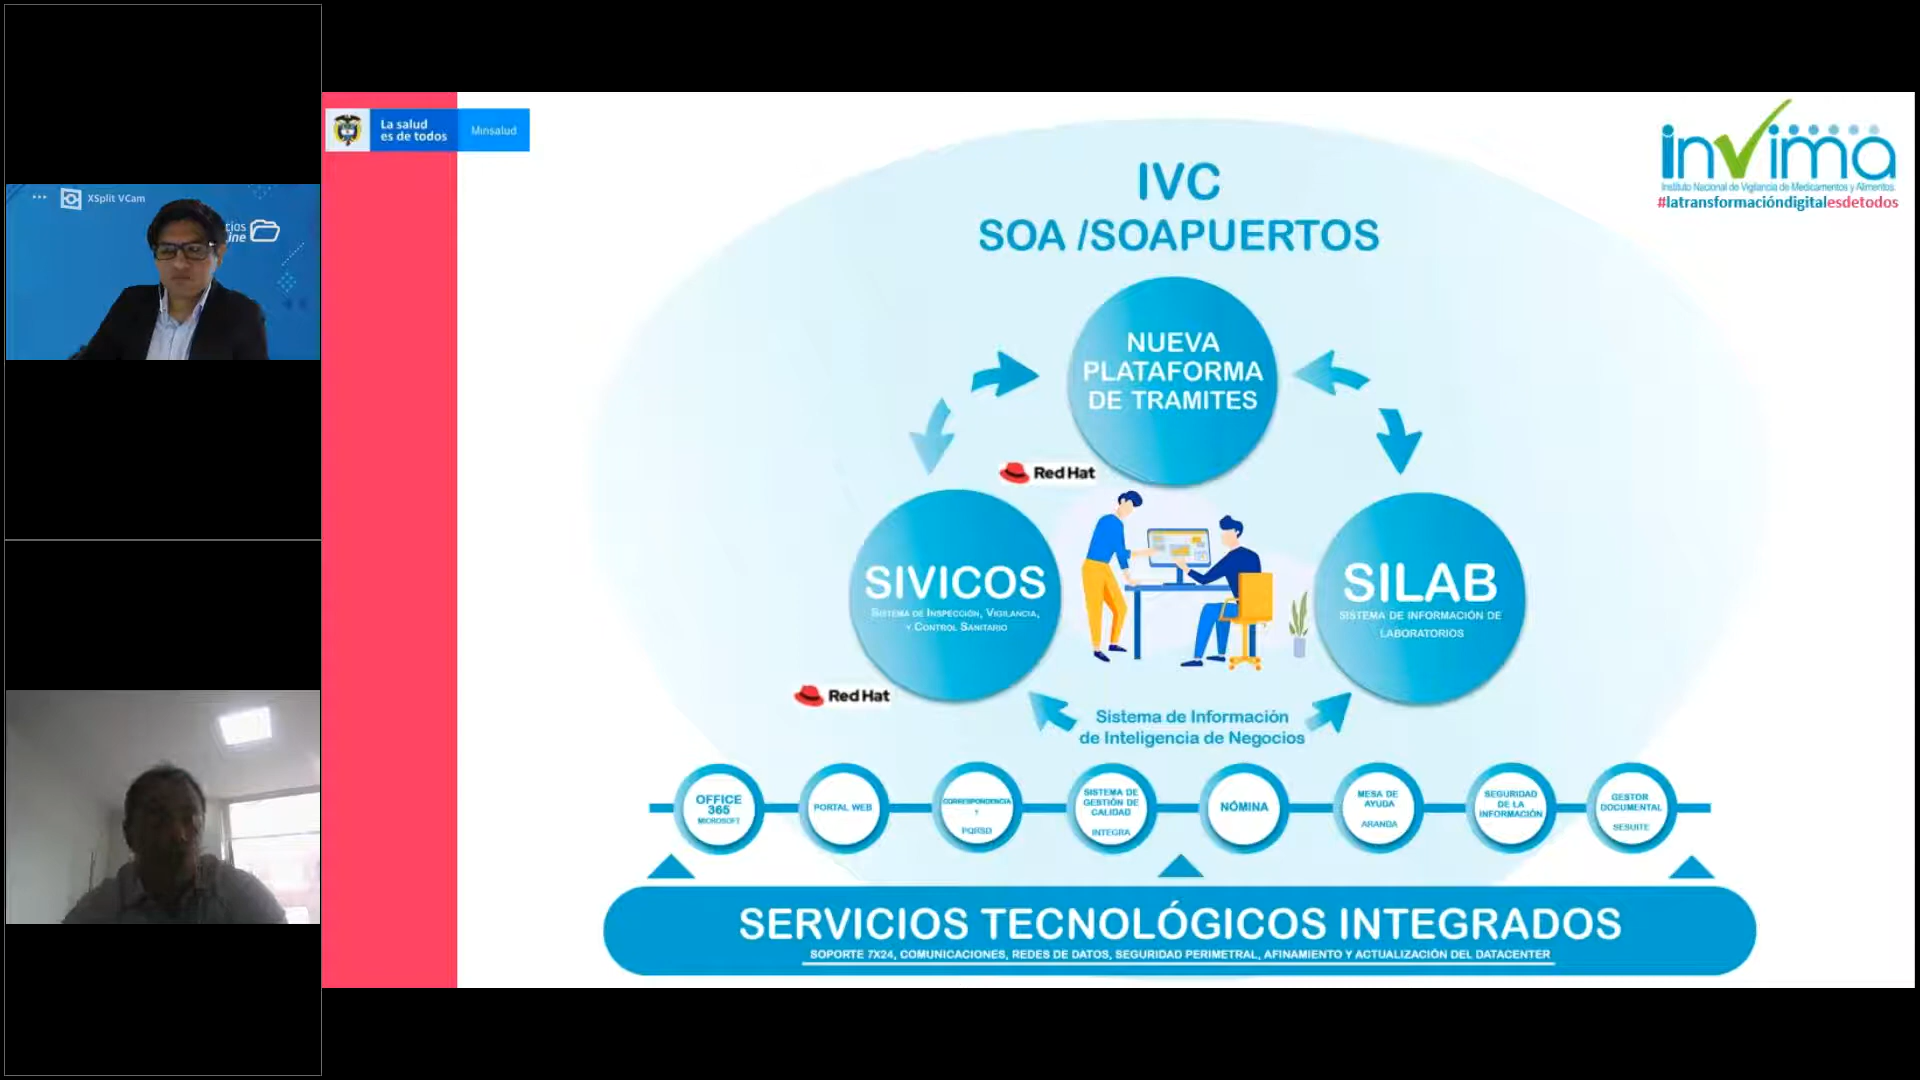 XSplit VCam
cios
ine
La salud
es de todos
Minsalud
invima
Instituto Nacional de Vigilancia de Medicamentos y Alimentos
#latransformacióndigitalesdetodos
IVC
SOA /SOAPUERTOS
NUEVA
PLATAFORMA
DE TRAMITES
Red Hat
SIVICOS
SISTEMA DE INSPECCIÓN, VIGILANCIA,
Y CONTROL SANITARIO
SILAB
SISTEMA DE INFORMACIÓN DE
LABORATORIOS
Red Hat
Sistema de Información
de Inteligencia de Negocios
OFFICE
365
MICROSOFT
PORTAL WEB
CORRESPONDENCIA
Y
PQRSD
SISTEMA DE
GESTIÓN DE
CALIDAD
INTEGRA
NÓMINA
MESA DE
AYUDA
ARANDA
SEGURIDAD
DE LA
INFORMACIÓN
GESTOR
DOCUMENTAL
SESUITE
SERVICIOS TECNOLÓGICOS INTEGRADOS
SOPORTE 7X24, COMUNICACIONES, REDES DE DATOS, SEGURIDAD PERIMETRAL, AFINAMIENTO Y ACTUALIZACIÓN DEL DATACENTER